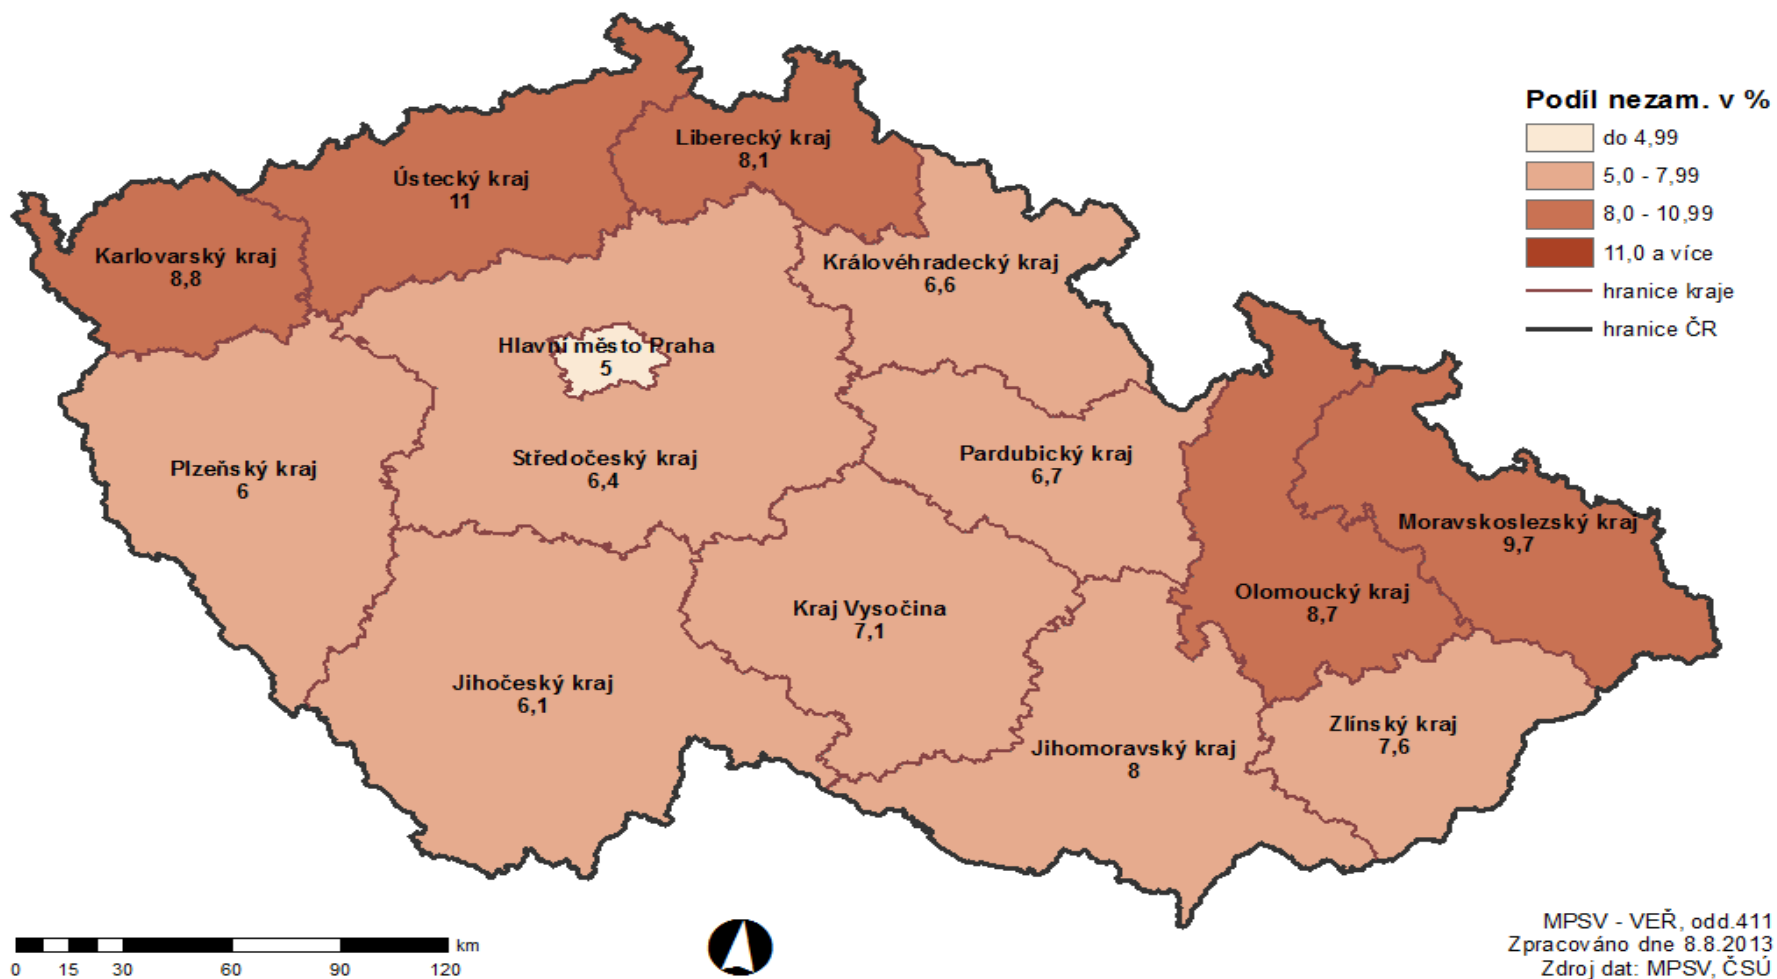 Podíl nezam. v %
do 4,99
5,0 - 7,99
8,0 - 10,99
11,0 a více
hranice kraje
hranice ČR
Liberecký kraj
8,1
Ústecký kraj
11
Karlovarský kraj
8,8
Královéhradecký kraj
6,6
Hlavní město Praha
5
Plzeňský kraj
6
Středočeský kraj
6,4
Pardubický kraj
6,7
Moravskoslezský kraj
9,7
Olomoucký kraj
8,7
Kraj Vysočina
7,1
Jihočeský kraj
6,1
Zlínský kraj
7,6
Jihomoravský kraj
8
km
0 15 30 60 90 120
MPSV - VEŘ, odd.411
Zpracováno dne 8.8.2013
Zdroj dat: MPSV, ČSÚ